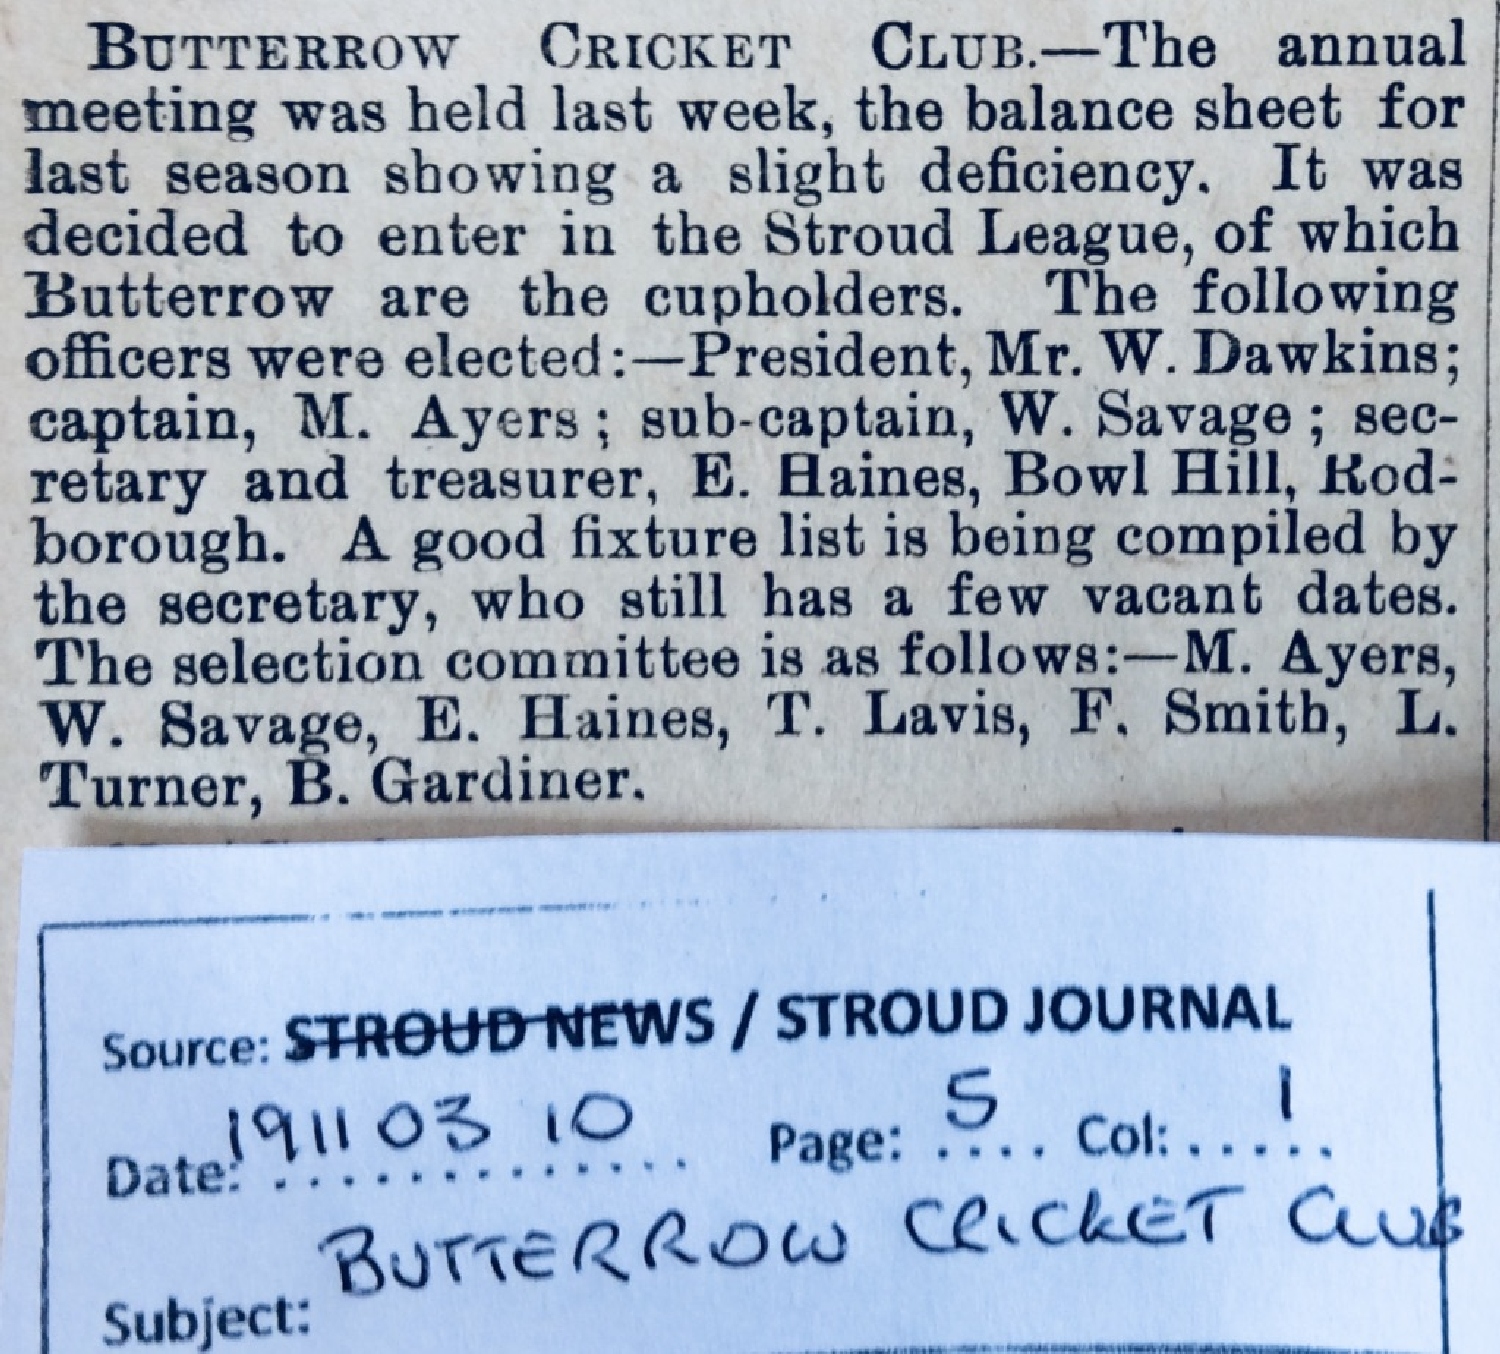 BUTTERROW CRICKET CLUB.—The annual
meeting was held last week, the balance sheet for
last season showing a slight deficiency. It was
decided to enter in the Stroud League, of which
Butterrow are the cupholders. The following
officers were elected:—President, Mr. W. Dawkins;
captain, M. Ayers; sub-captain, W. Savage; sec-
retary and treasurer, E. Haines, Bowl Hill, Rod-
borough. A good fixture list is being compiled by
the secretary, who still has a few vacant dates.
The selection committee is as follows:—M. Ayers,
W. Savage, E. Haines, T. Lavis, F. Smith, L.
Turner, B. Gardiner.
Source: STROUD NEWS / STROUD JOURNAL
Date: 1911 03 10 Page: 5 Col: 1
Subject: BUTTERROW CRICKET CLUB